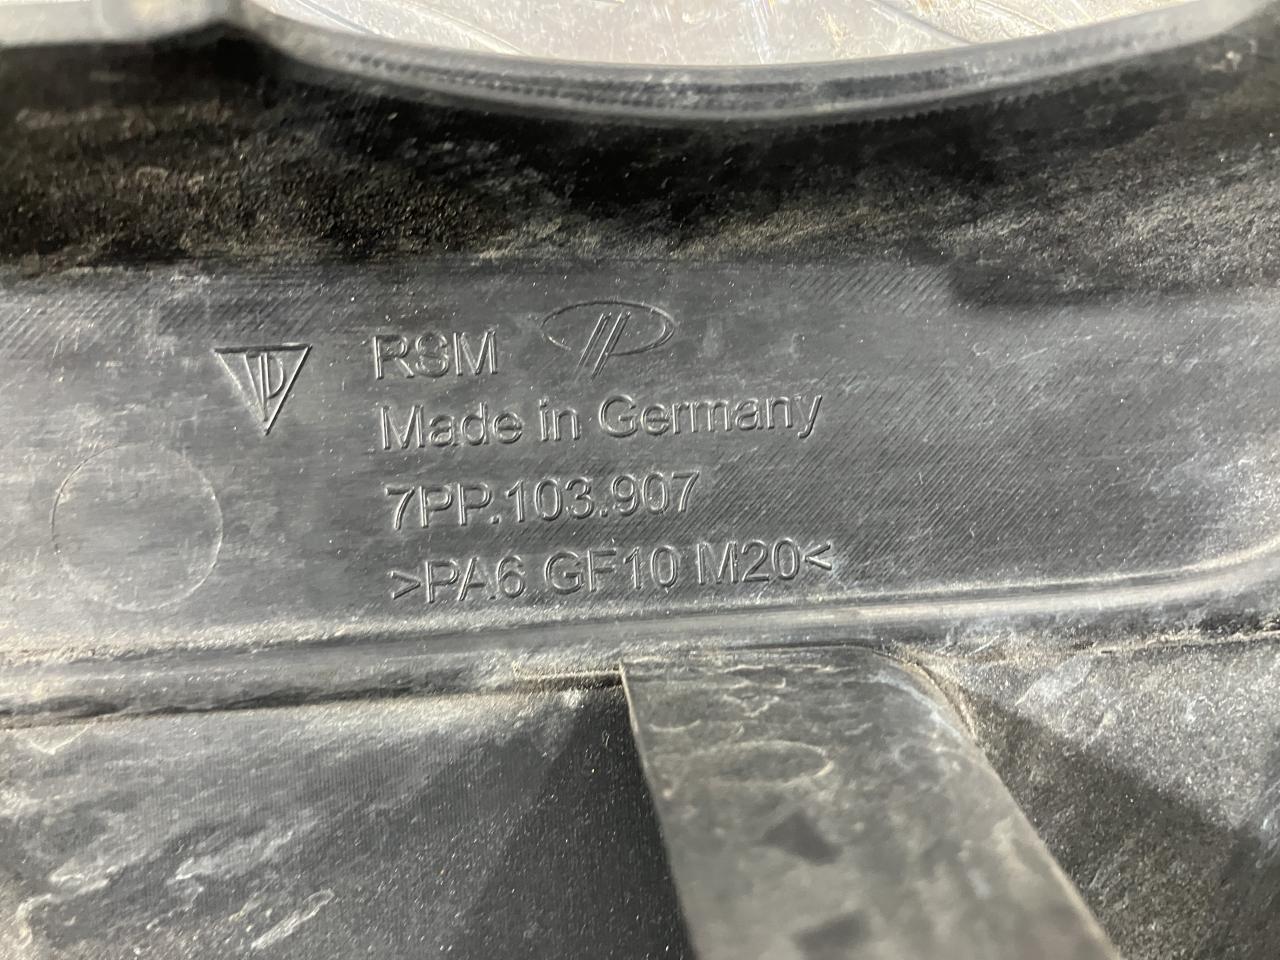 RSM
Made in Germany
7PP.103.907
>PA6 GF10 M20<